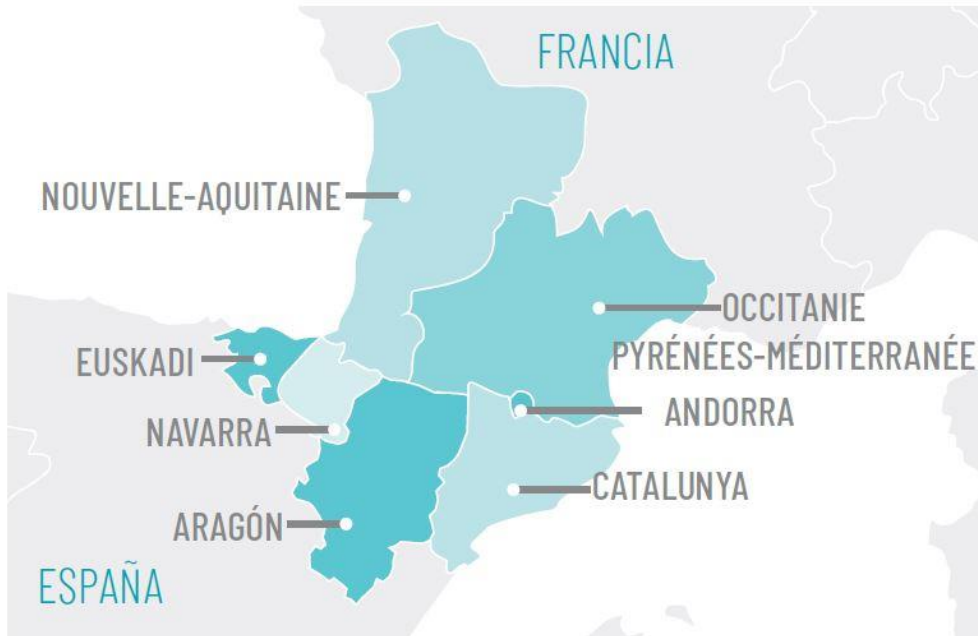 FRANCIA
NOUVELLE-AQUITAINE
OCCITANIE
PYRÉNÉES-MÉDITERRANÉE
EUSKADI
ANDORRA
NAVARRA
CATALUNYA
ARAGÓN
ESPAÑA